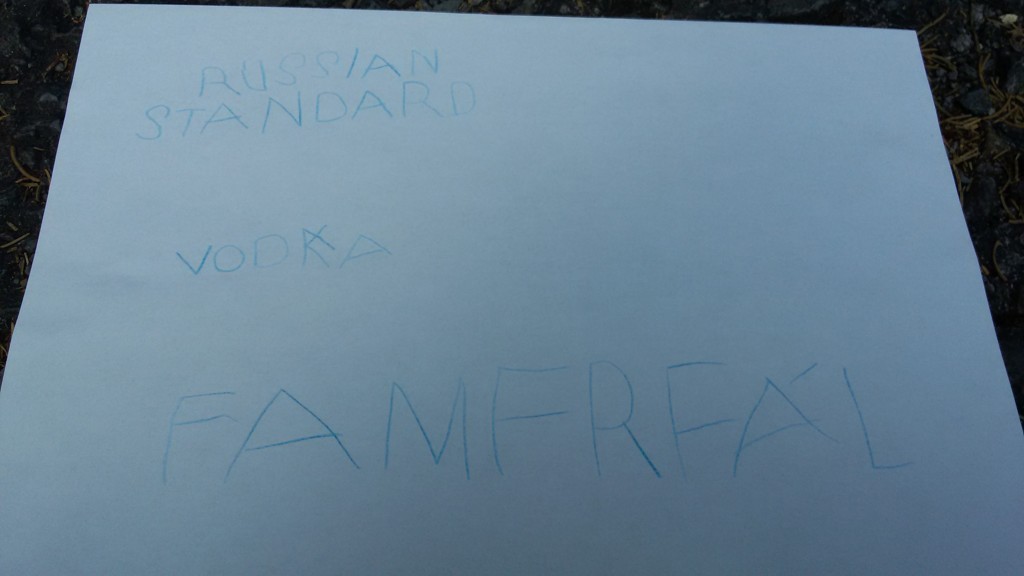 RUSSIAN
STANDARD
VODKA
FAMFRFÁL